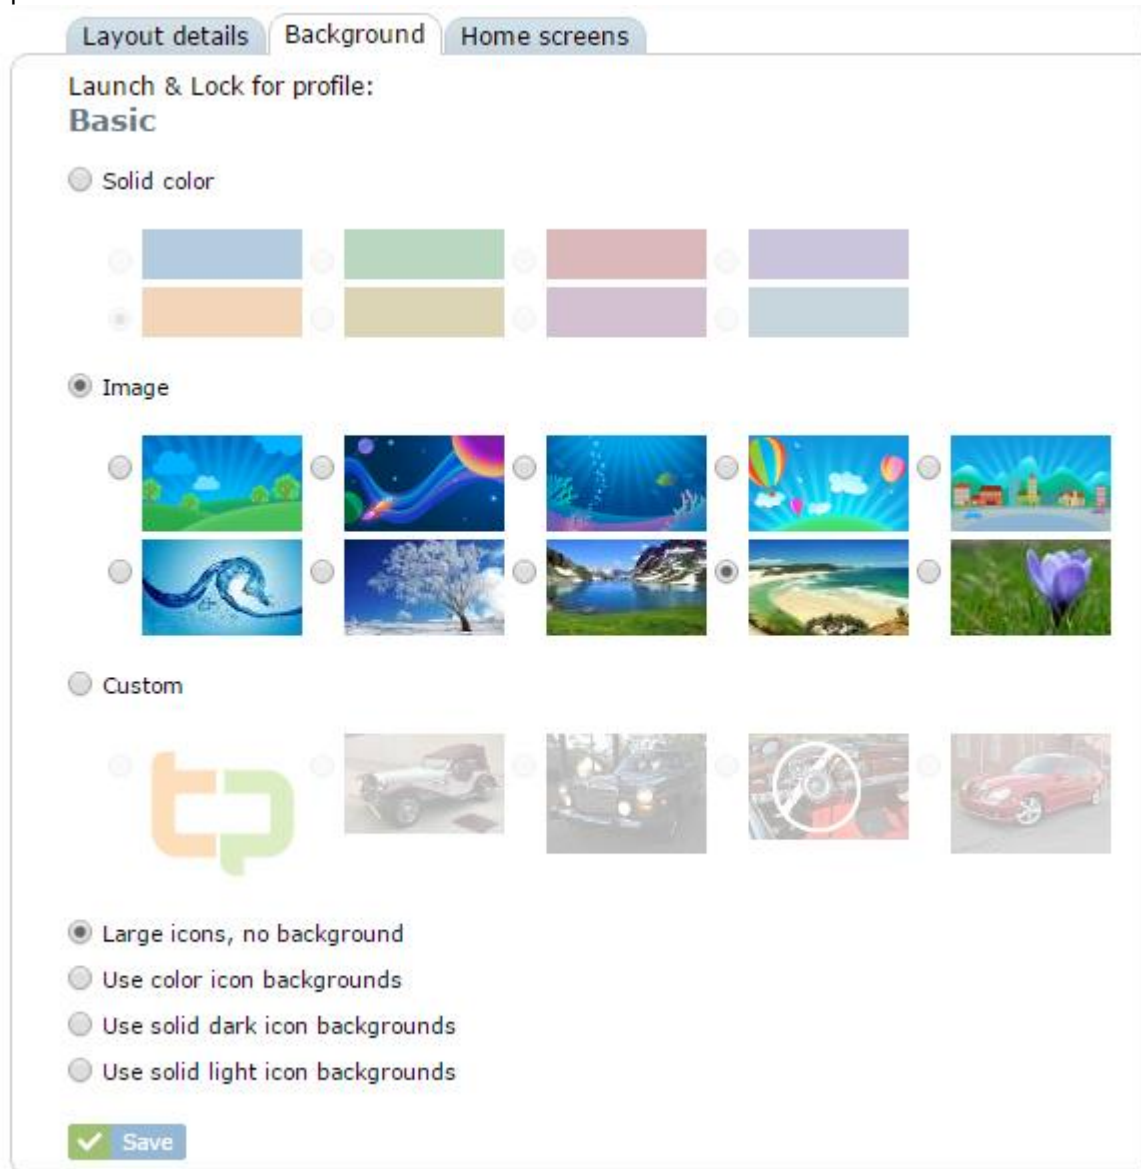 Layout details Background Home screens
Launch & Lock for profile:
Basic
Solid color
Image
Custom
Large icons, no background
Use color icon backgrounds
Use solid dark icon backgrounds
Use solid light icon backgrounds
Save